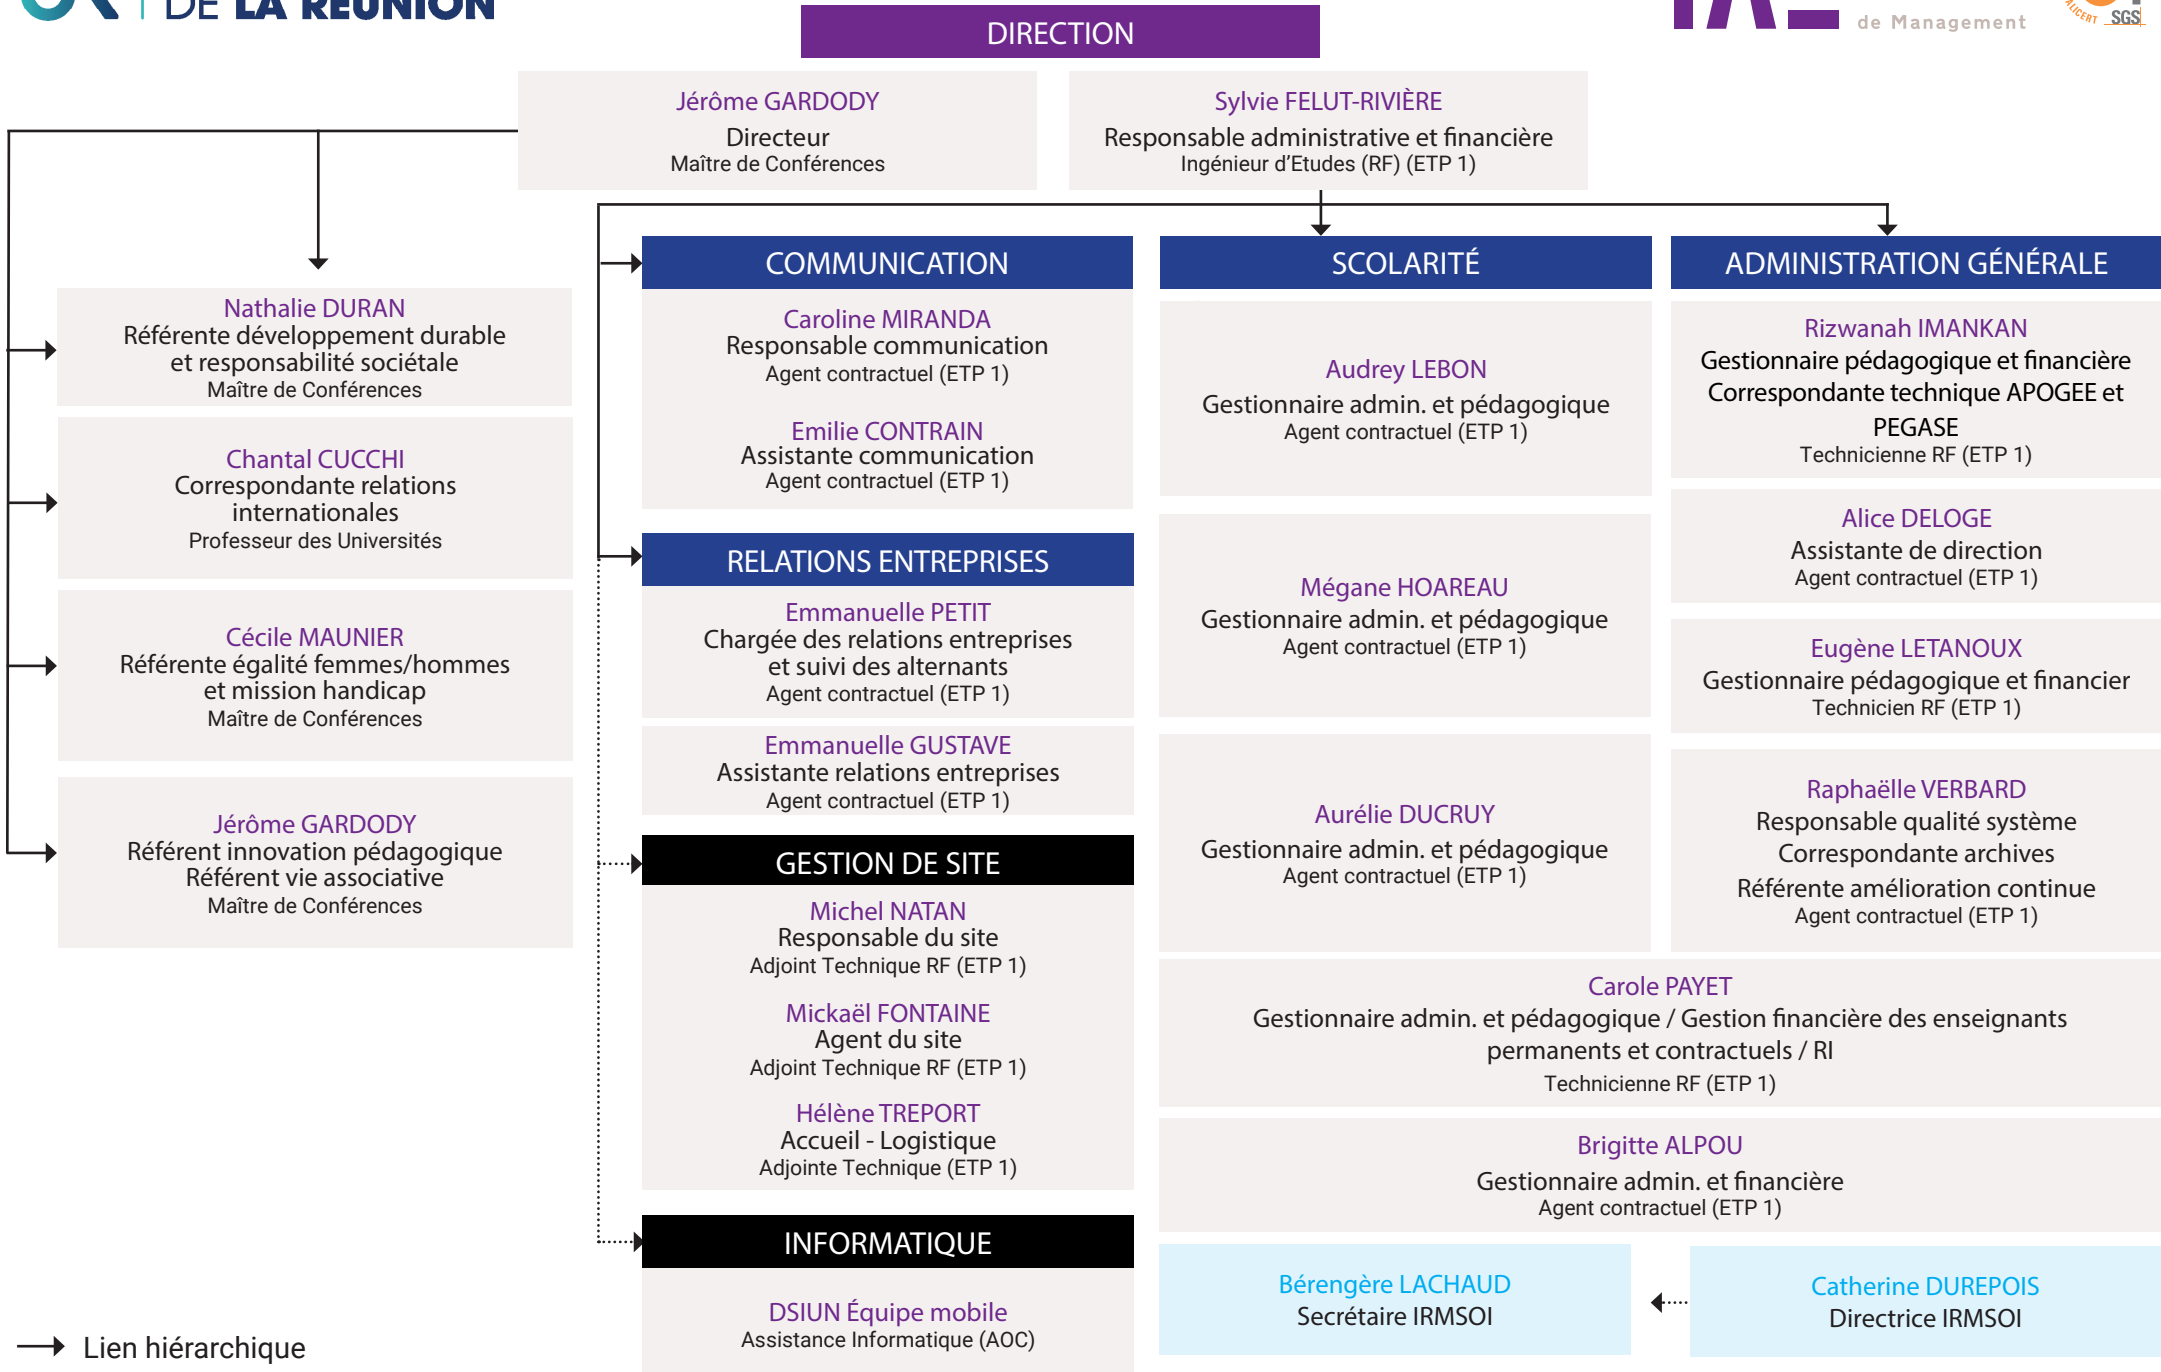 DE LA RÉUNION
de Management
QUALICERT SGS
DIRECTION
Jérôme GARDODY
Directeur
Maître de Conférences
Sylvie FELUT-RIVIÈRE
Responsable administrative et financière
Ingénieur d'Etudes (RF) (ETP 1)
Nathalie DURAN
Référente développement durable
et responsabilité sociétale
Maître de Conférences
Chantal CUCCHI
Correspondante relations
internationales
Professeur des Universités
Cécile MAUNIER
Référente égalité femmes/hommes
et mission handicap
Maître de Conférences
Jérôme GARDODY
Référent innovation pédagogique
Référent vie associative
Maître de Conférences
COMMUNICATION
Caroline MIRANDA
Responsable communication
Agent contractuel (ETP 1)
Emilie CONTRAIN
Assistante communication
Agent contractuel (ETP 1)
RELATIONS ENTREPRISES
Emmanuelle PETIT
Chargée des relations entreprises
et suivi des alternants
Agent contractuel (ETP 1)
Emmanuelle GUSTAVE
Assistante relations entreprises
Agent contractuel (ETP 1)
GESTION DE SITE
Michel NATAN
Responsable du site
Adjoint Technique RF (ETP 1)
Mickaël FONTAINE
Agent du site
Adjoint Technique RF (ETP 1)
Hélène TREPORT
Accueil - Logistique
Adjointe Technique (ETP 1)
INFORMATIQUE
DSIUN Équipe mobile
Assistance Informatique (AOC)
SCOLARITÉ
Audrey LEBON
Gestionnaire admin. et pédagogique
Agent contractuel (ETP 1)
Mégane HOAREAU
Gestionnaire admin. et pédagogique
Agent contractuel (ETP 1)
Aurélie DUCRUY
Gestionnaire admin. et pédagogique
Agent contractuel (ETP 1)
ADMINISTRATION GÉNÉRALE
Rizwanah IMANKAN
Gestionnaire pédagogique et financière
Correspondante technique APOGEE et
PEGASE
Technicienne RF (ETP 1)
Alice DELOGE
Assistante de direction
Agent contractuel (ETP 1)
Eugène LETANOUX
Gestionnaire pédagogique et financier
Technicien RF (ETP 1)
Raphaëlle VERBARD
Responsable qualité système
Correspondante archives
Référente amélioration continue
Agent contractuel (ETP 1)
Carole PAYET
Gestionnaire admin. et pédagogique / Gestion financière des enseignants
permanents et contractuels / RI
Technicienne RF (ETP 1)
Brigitte ALPOU
Gestionnaire admin. et financière
Agent contractuel (ETP 1)
Bérengère LACHAUD
Secrétaire IRMSOI
Catherine DUREPOIS
Directrice IRMSOI
Lien hiérarchique